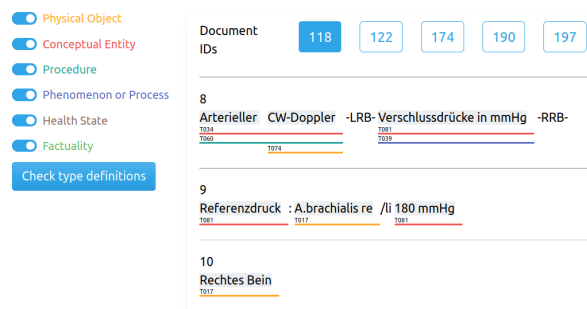 Physical Object
Conceptual Entity
Procedure
Phenomenon or Process
Health State
Factuality
Check type definitions
Document IDs
118 122 174 190 197
8
Arterieller CW-Doppler -LRB- Verschlussdrücke in mmHg -RRB-
T034 T081
T060 T039
T074
9
Referenzdruck : A.brachialis re /li 180 mmHg
T081 T017 T081
10
Rechtes Bein
T017